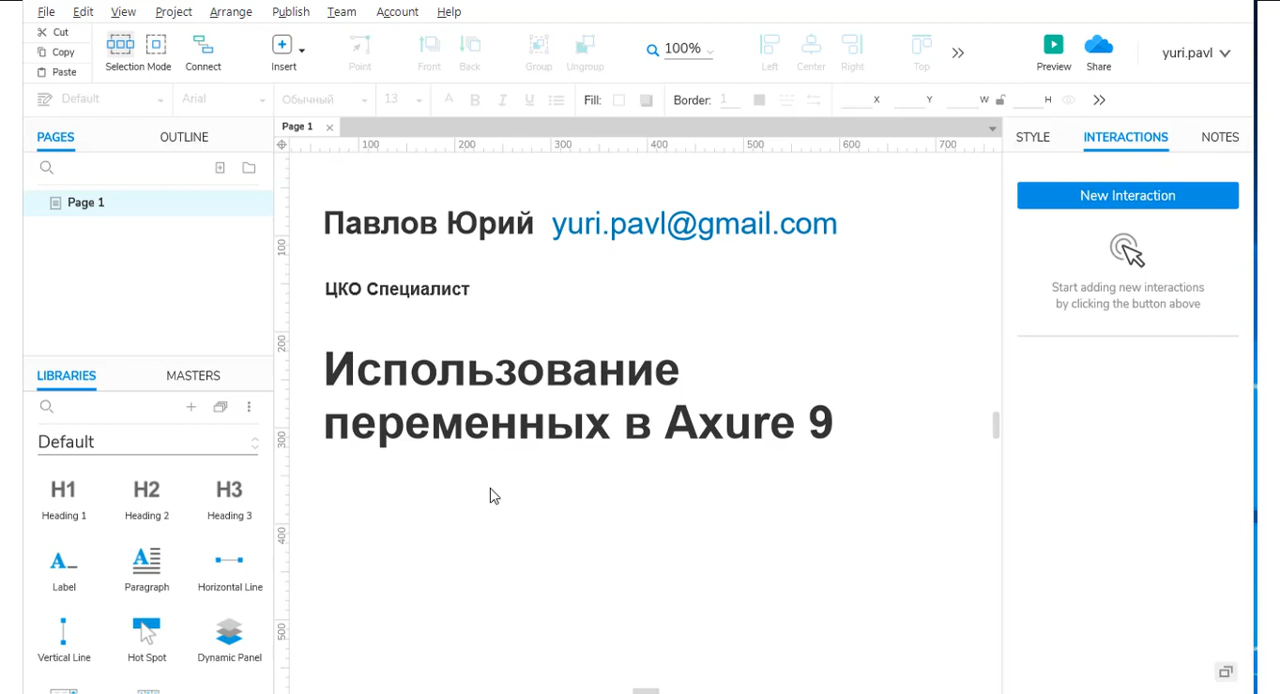 File Edit View Project Arrange Publish Team Account Help
Cut
Copy
Paste
Selection Mode Connect Insert Point Front Back Group Ungroup 100% Left Center Right Top Preview Share yuri.pavl
Default Arial Обычный 13 A B I U Fill: Border: 1 X Y W H
PAGES OUTLINE
Page 1
Page 1
100 200 300 400 500 600 700
100
200
300
400
500
STYLE INTERACTIONS NOTES
New Interaction
Start adding new interactions
by clicking the button above
Павлов Юрий yuri.pavl@gmail.com
ЦКО Специалист
Использование
переменных в Axure 9
LIBRARIES MASTERS
Default
H1 H2 H3
Heading 1 Heading 2 Heading 3
A A
Label Paragraph Horizontal Line
Vertical Line Hot Spot Dynamic Panel